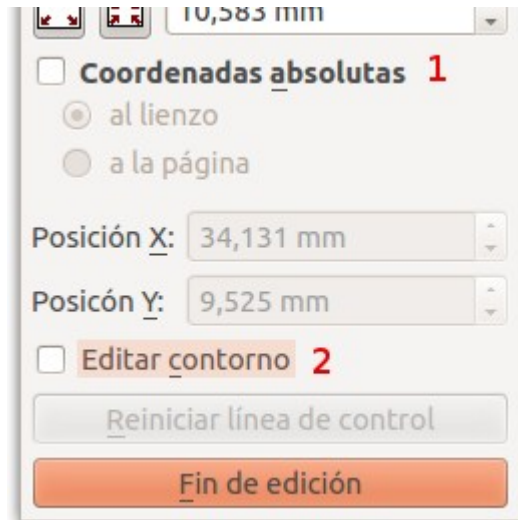 10,583 mm
Coordenadas absolutas 1
al lienzo
a la página
Posición X: 34,131 mm
Posicón Y: 9,525 mm
Editar contorno 2
Reiniciar línea de control
Fin de edición